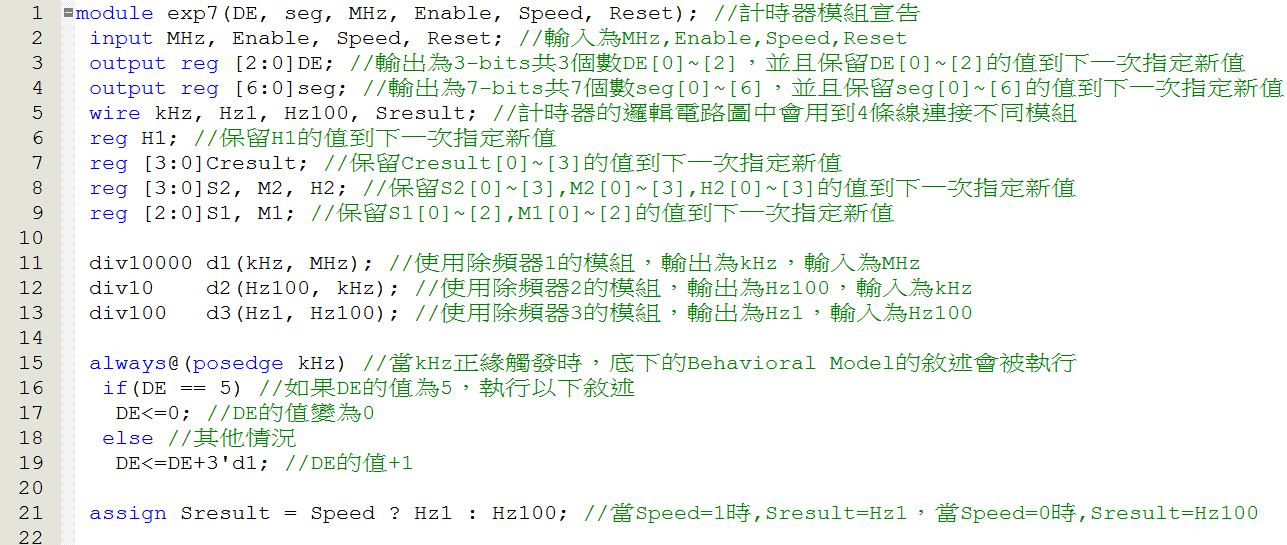 1 module exp7(DE, seg, MHz, Enable, Speed, Reset); //計時器模組宣告
2 input MHz, Enable, Speed, Reset; //輸入為MHz,Enable,Speed,Reset
3 output reg [2:0]DE; //輸出為3-bits共3個數DE[0]~[2]，並且保留DE[0]~[2]的值到下一次指定新值
4 output reg [6:0]seg; //輸出為7-bits共7個數seg[0]~[6]，並且保留seg[0]~[6]的值到下一次指定新值
5 wire kHz, Hz1, Hz100, Sresult; //計時器的邏輯電路圖中會用到4條線連接不同模組
6 reg H1; //保留H1的值到下一次指定新值
7 reg [3:0]Cresult; //保留Cresult[0]~[3]的值到下一次指定新值
8 reg [3:0]S2, M2, H2; //保留S2[0]~[3],M2[0]~[3],H2[0]~[3]的值到下一次指定新值
9 reg [2:0]S1, M1; //保留S1[0]~[2],M1[0]~[2]的值到下一次指定新值
10
11 div10000 d1(kHz, MHz); //使用除頻器1的模組，輸出為kHz，輸入為MHz
12 div10    d2(Hz100, kHz); //使用除頻器2的模組，輸出為Hz100，輸入為kHz
13 div100   d3(Hz1, Hz100); //使用除頻器3的模組，輸出為Hz1，輸入為Hz100
14
15 always@(posedge kHz) //當kHz正緣觸發時，底下的Behavioral Model的敘述會被執行
16 if(DE == 5) //如果DE的值為5，執行以下敘述
17 DE<=0; //DE的值變為0
18 else //其他情況
19 DE<=DE+3'd1; //DE的值+1
20
21 assign Sresult = Speed ? Hz1 : Hz100; //當Speed=1時,Sresult=Hz1，當Speed=0時,Sresult=Hz100
22